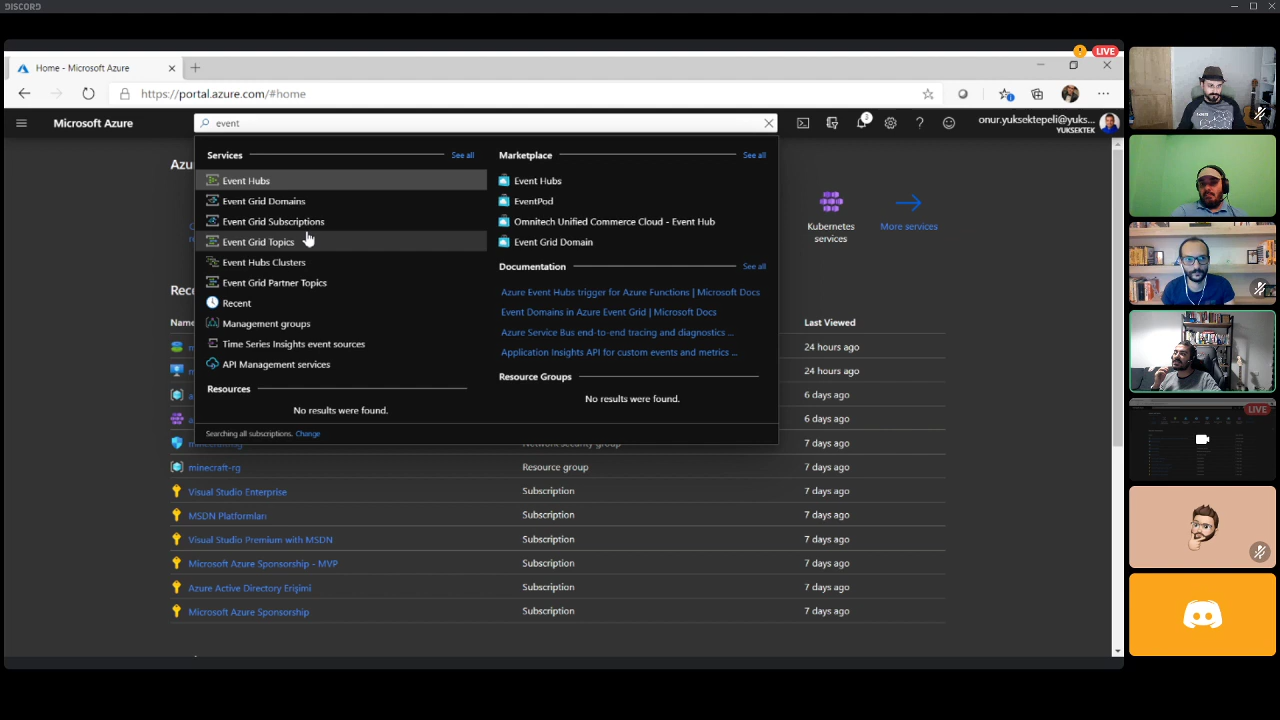 DISCORD
LIVE
Home - Microsoft Azure
https://portal.azure.com/#home
Microsoft Azure
event
2
onur.yuksektepeli@yuks...
YUKSEKTEK
Azu
Services
See all
Event Hubs
Event Grid Domains
Event Grid Subscriptions
Event Grid Topics
Event Hubs Clusters
Event Grid Partner Topics
Recent
Management groups
Time Series Insights event sources
API Management services
Resources
No results were found.
Searching all subscriptions. Change
Marketplace
See all
Event Hubs
EventPod
Omnitech Unified Commerce Cloud - Event Hub
Event Grid Domain
Documentation
See all
Azure Event Hubs trigger for Azure Functions | Microsoft Docs
Event Domains in Azure Event Grid | Microsoft Docs
Azure Service Bus end-to-end tracing and diagnostics ...
Application Insights API for custom events and metrics ...
Resource Groups
No results were found.
Kubernetes
services
More services
Rec
Name
Last Viewed
24 hours ago
24 hours ago
6 days ago
6 days ago
Network security group 7 days ago
minecraft-rg Resource group 7 days ago
Visual Studio Enterprise Subscription 7 days ago
MSDN Platformları Subscription 7 days ago
Visual Studio Premium with MSDN Subscription 7 days ago
Microsoft Azure Sponsorship - MVP Subscription 7 days ago
Azure Active Directory Erişimi Subscription 7 days ago
Microsoft Azure Sponsorship Subscription 7 days ago
LIVE